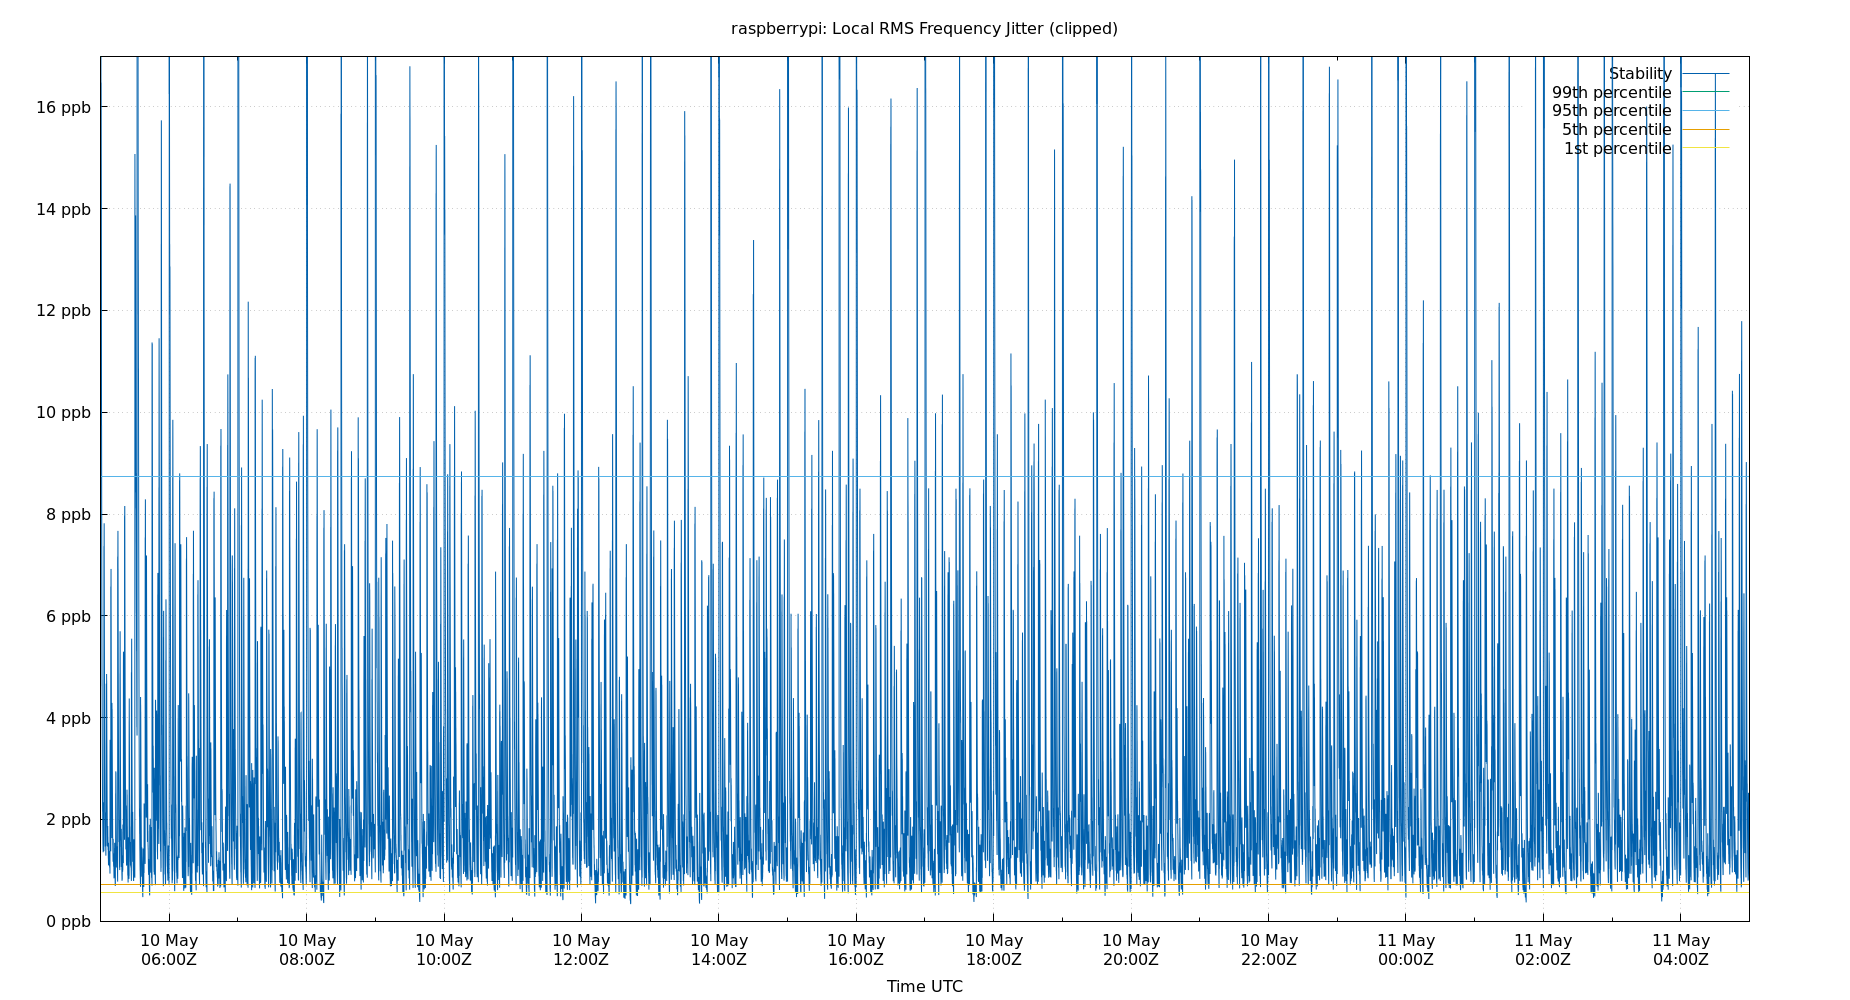 raspberrypi: Local RMS Frequency Jitter (clipped)
Stability
99th percentile
95th percentile
5th percentile
1st percentile
16 ppb
14 ppb
12 ppb
10 ppb
8 ppb
6 ppb
4 ppb
2 ppb
0 ppb
10 May 10 May 10 May 10 May 10 May 10 May 10 May 10 May 10 May 11 May 11 May 11 May
06:00Z 08:00Z 10:00Z 12:00Z 14:00Z 16:00Z 18:00Z 20:00Z 22:00Z 00:00Z 02:00Z 04:00Z
Time UTC